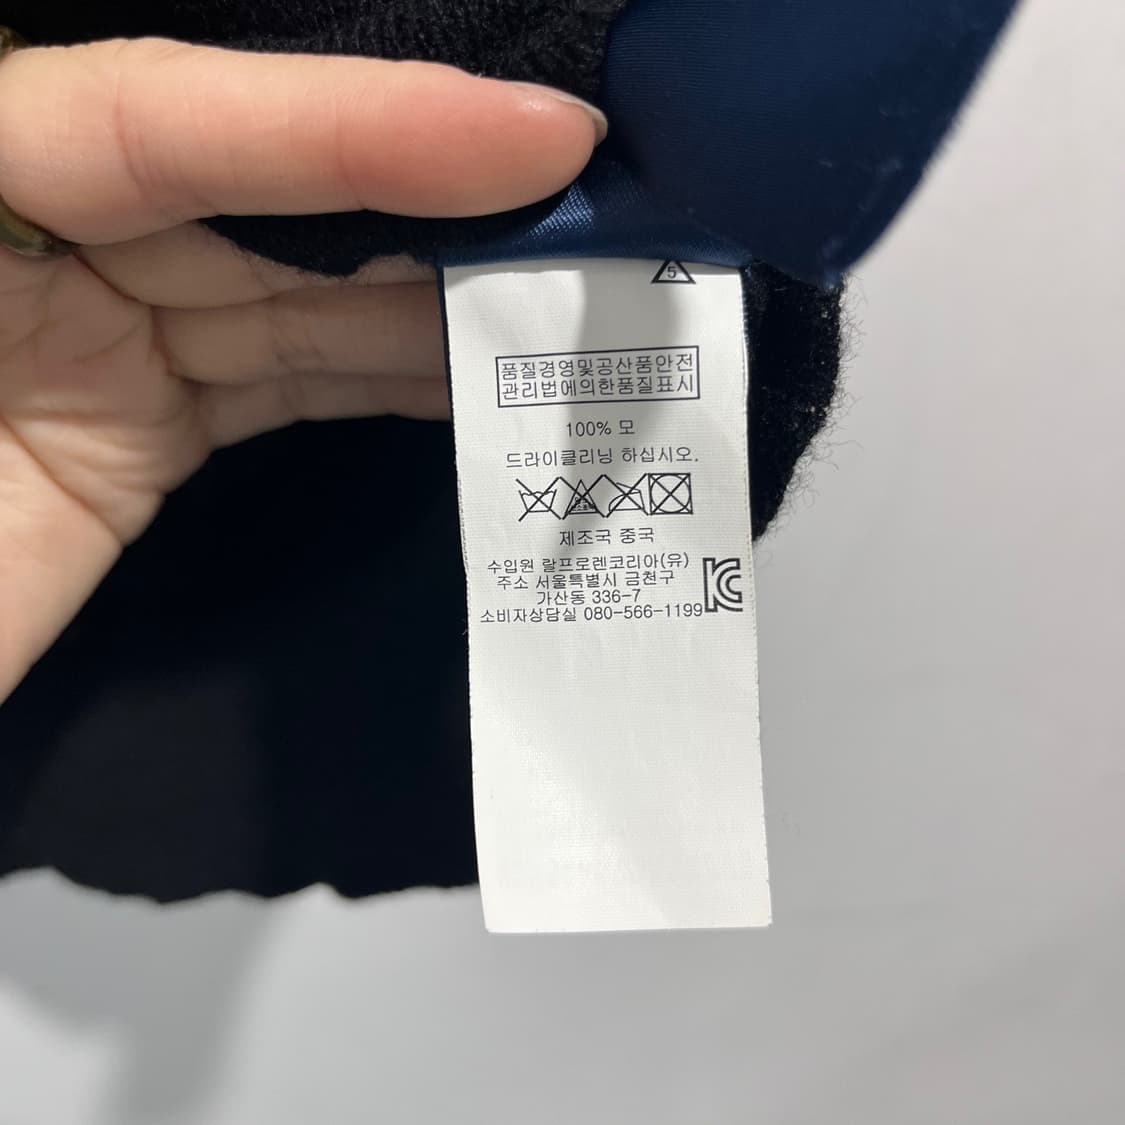 5
품질경영및공산품안전
관리법에의한품질표시
100% 모
드라이클리닝 하십시오.
제조국 중국
수입원 랄프로렌코리아(유)
주소 서울특별시 금천구
가산동 336-7
소비자상담실 080-566-1199